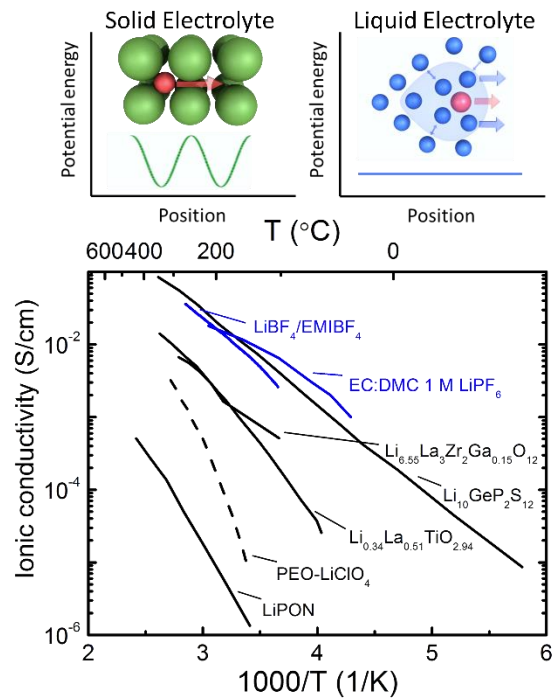 Solid Electrolyte
Liquid Electrolyte
Potential energy
Position
Potential energy
Position
T (°C)
600 400 200 0
Ionic conductivity (S/cm)
10⁻²
10⁻⁴
10⁻⁶
LiBF₄/EMIBF₄
EC:DMC 1 M LiPF₆
Li₆.₅₅La₃Zr₂Ga₀.₁₅O₁₂
Li₁₀GeP₂S₁₂
Li₀.₃₄La₀.₅₁TiO₂.₉₄
PEO-LiClO₄
LiPON
2 3 4 5 6
1000/T (1/K)